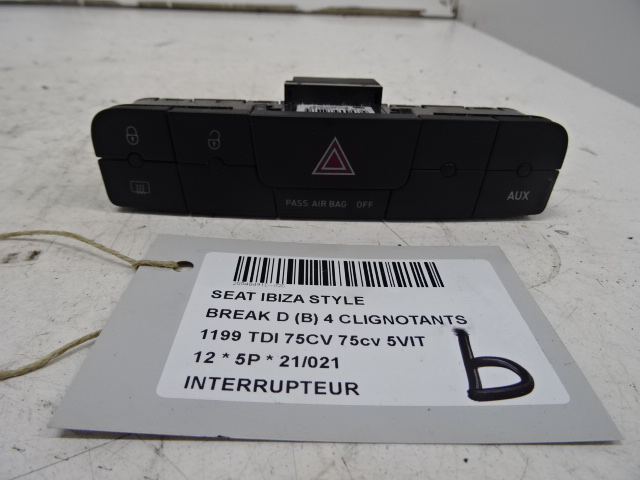 PASS AIR BAG OFF
AUX
SEAT IBIZA STYLE
BREAK D (B) 4 CLIGNOTANTS
1199 TDI 75CV 75cv 5VIT
12 * 5P * 21/021
INTERRUPTEUR
b